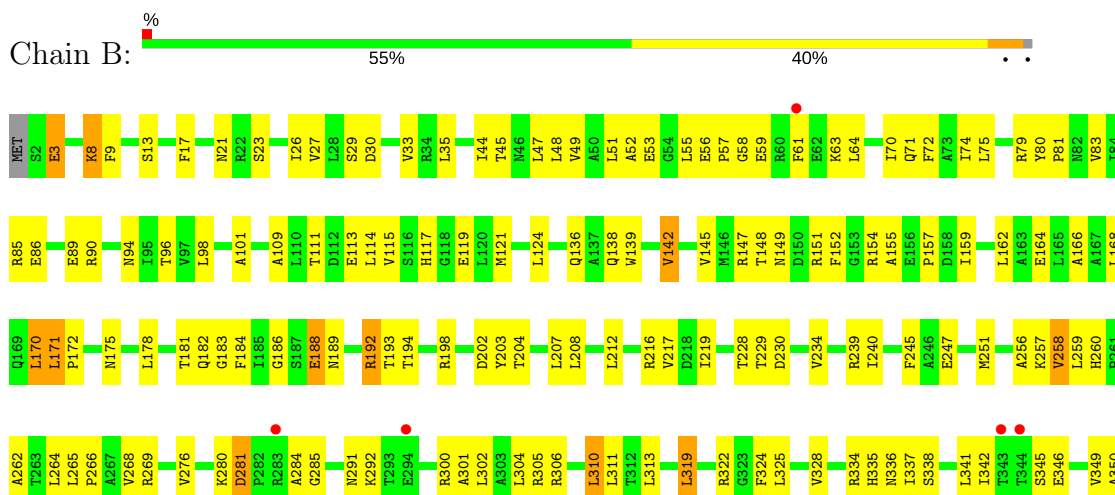 %
Chain B:
55% 40% • •
MET S2 E3 K8 F9 S13 F17 N21 R22 S23 I26 V27 L28 S29 D30 V33 R34 L35 I44 T45 N46 L47 L48 V49 A50 L51 A52 E53 G54 L55 E56 P57 G58 E59 R60 F61 E62 K63 L64 I70 Q71 F72 A73 I74 L75 R79 Y80 P81 N82 V83 I84
R85 E86 E89 R90 N94 I95 T96 V97 L98 A101 A109 L110 T111 D112 E113 L114 V115 S116 H117 G118 E119 L120 M121 L124 Q136 A137 Q138 W139 V142 V145 M146 R147 T148 N149 D150 R151 F152 G153 R154 A155 E156 P157 D158 I159 L162 A163 E164 L165 A166 A167 L168
Q169 L170 L171 P172 N175 L178 T181 Q182 G183 F184 I185 G186 S187 E188 N189 R192 T193 T194 R198 D202 Y203 T204 L207 L208 L212 R216 V217 D218 I219 T228 T229 D230 V234 R239 I240 F245 A246 E247 M251 A256 K257 V258 L259 H260
A262 T263 L264 L265 P266 A267 V268 R269 V276 K280 D281 P282 R283 A284 G285 N291 K292 T293 E294 R300 A301 L302 A303 L304 R305 R306 L310 L311 T312 L313 L319 R322 G323 F324 L325 V328 R334 H335 N336 I337 S338 L341 I342 T343 T344 S345 E346 V349